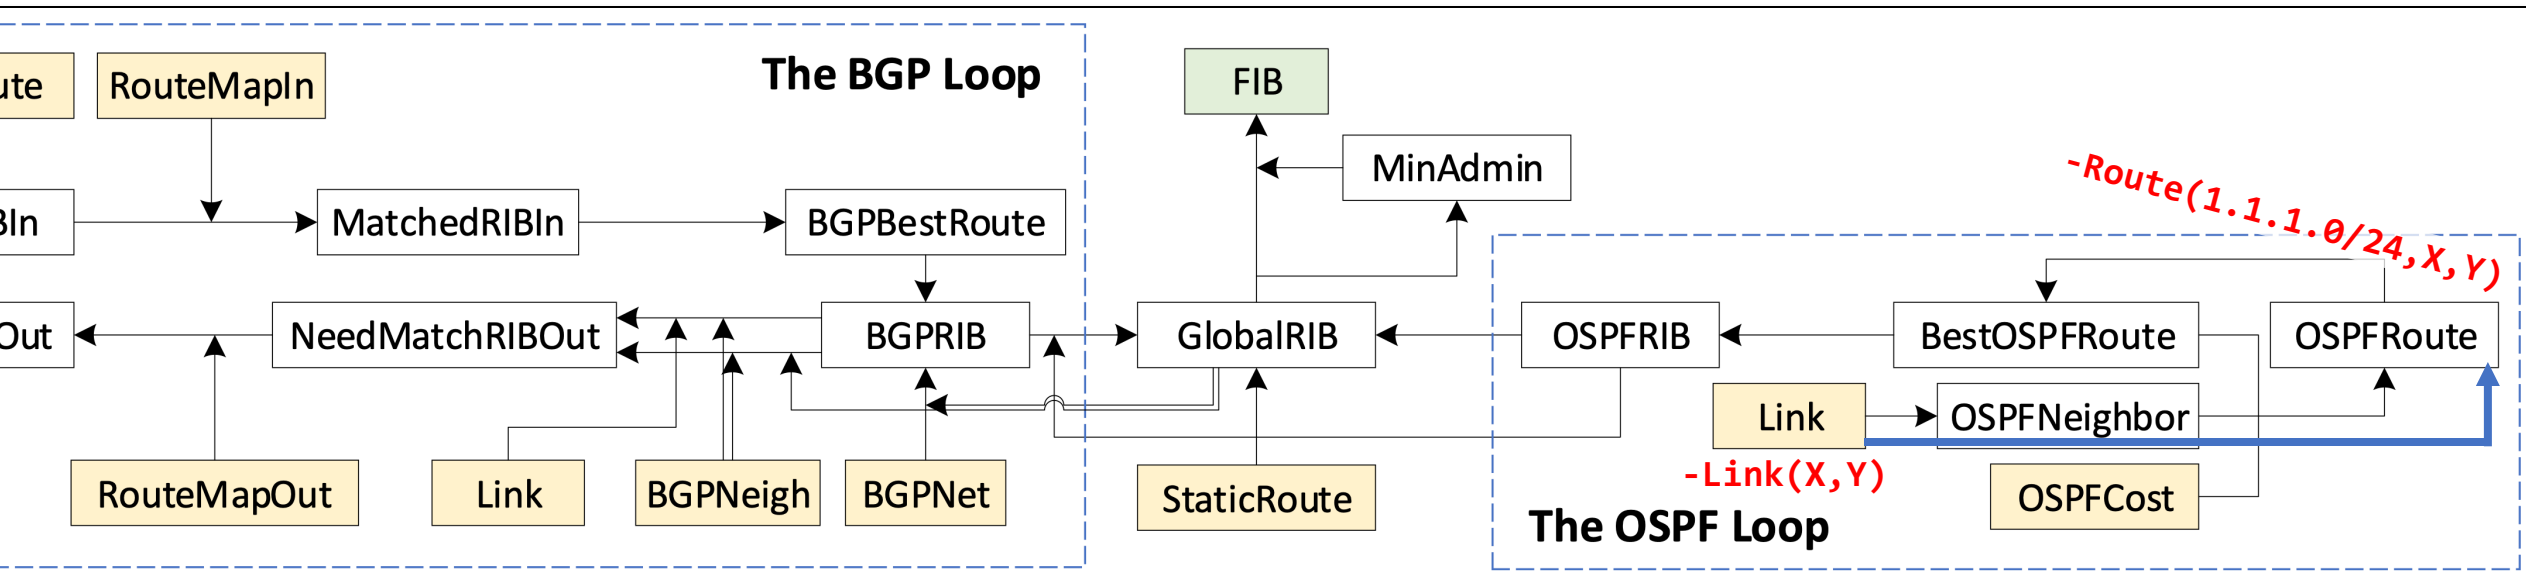 ute
RouteMapIn
The BGP Loop
FIB
MinAdmin
-Route(1.1.1.0/24,X,Y)
BIn
MatchedRIBIn
BGPBestRoute
Out
NeedMatchRIBOut
BGPRIB
GlobalRIB
OSPFRIB
BestOSPFRoute
OSPFRoute
Link
OSPFNeighbor
-Link(X,Y)
RouteMapOut
Link
BGPNeigh
BGPNet
StaticRoute
OSPFCost
The OSPF Loop